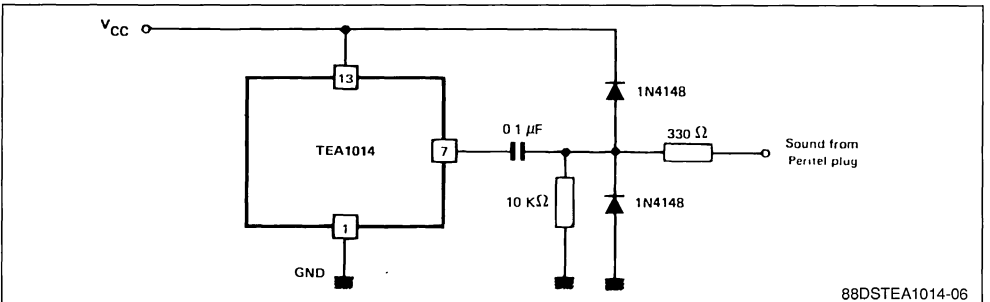 VCC
13
1N4148
0 1 µF
330 Ω
TEA1014
7
Sound from
Peritel plug
10 KΩ
1N4148
1
GND
88DSTEA1014-06